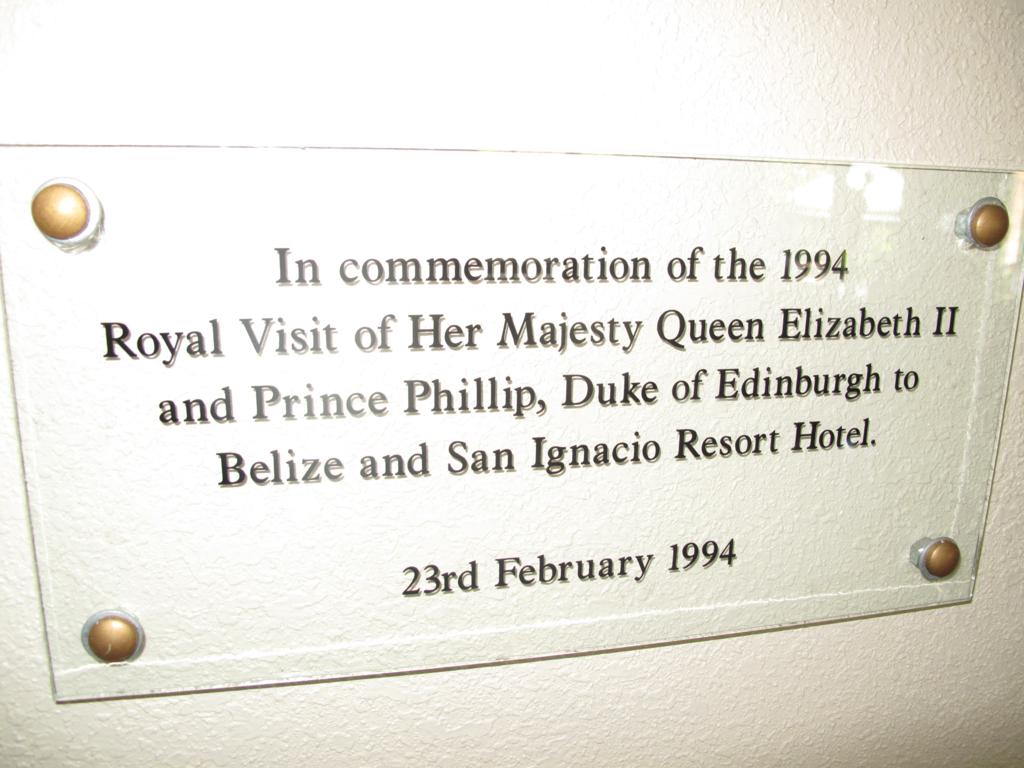 In commemoration of the 1994
Royal Visit of Her Majesty Queen Elizabeth II
and Prince Phillip, Duke of Edinburgh to
Belize and San Ignacio Resort Hotel.
23rd February 1994